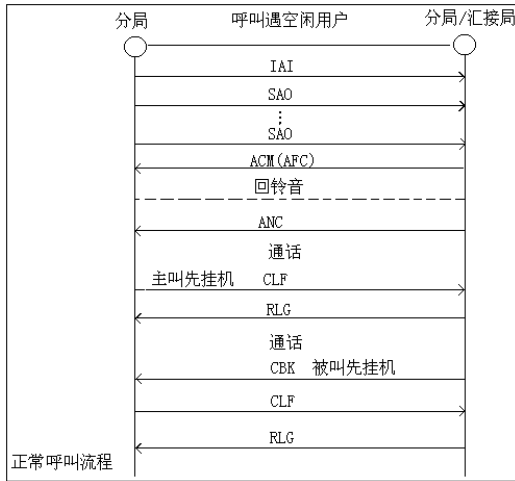 分局 呼叫遇空闲用户 分局/汇接局
IAI
SAO
⋮
SAO
ACM(AFC)
回铃音
ANC
通话
主叫先挂机 CLF
RLG
通话
CBK 被叫先挂机
CLF
RLG
正常呼叫流程